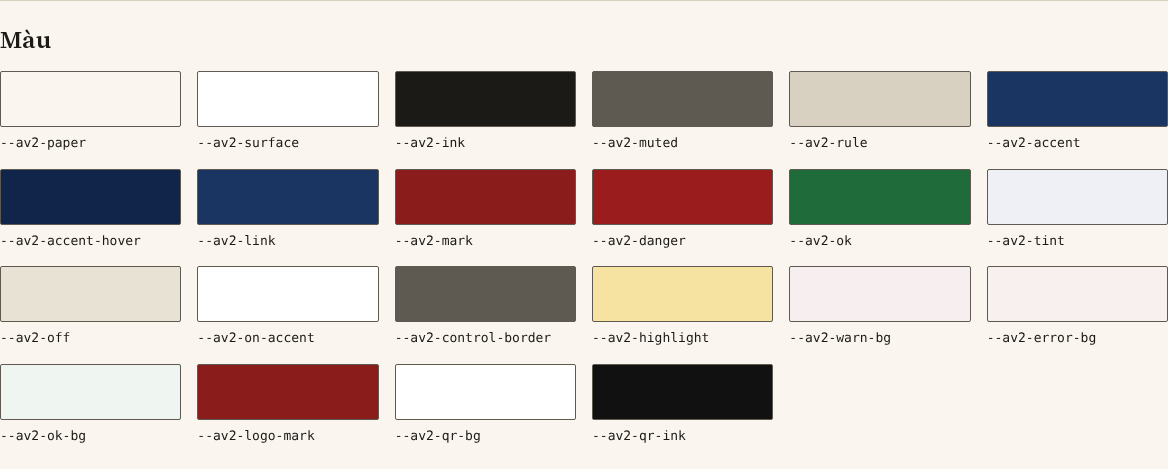 Màu
--av2-paper
--av2-surface
--av2-ink
--av2-muted
--av2-rule
--av2-accent
--av2-accent-hover
--av2-link
--av2-mark
--av2-danger
--av2-ok
--av2-tint
--av2-off
--av2-on-accent
--av2-control-border
--av2-highlight
--av2-warn-bg
--av2-error-bg
--av2-ok-bg
--av2-logo-mark
--av2-qr-bg
--av2-qr-ink